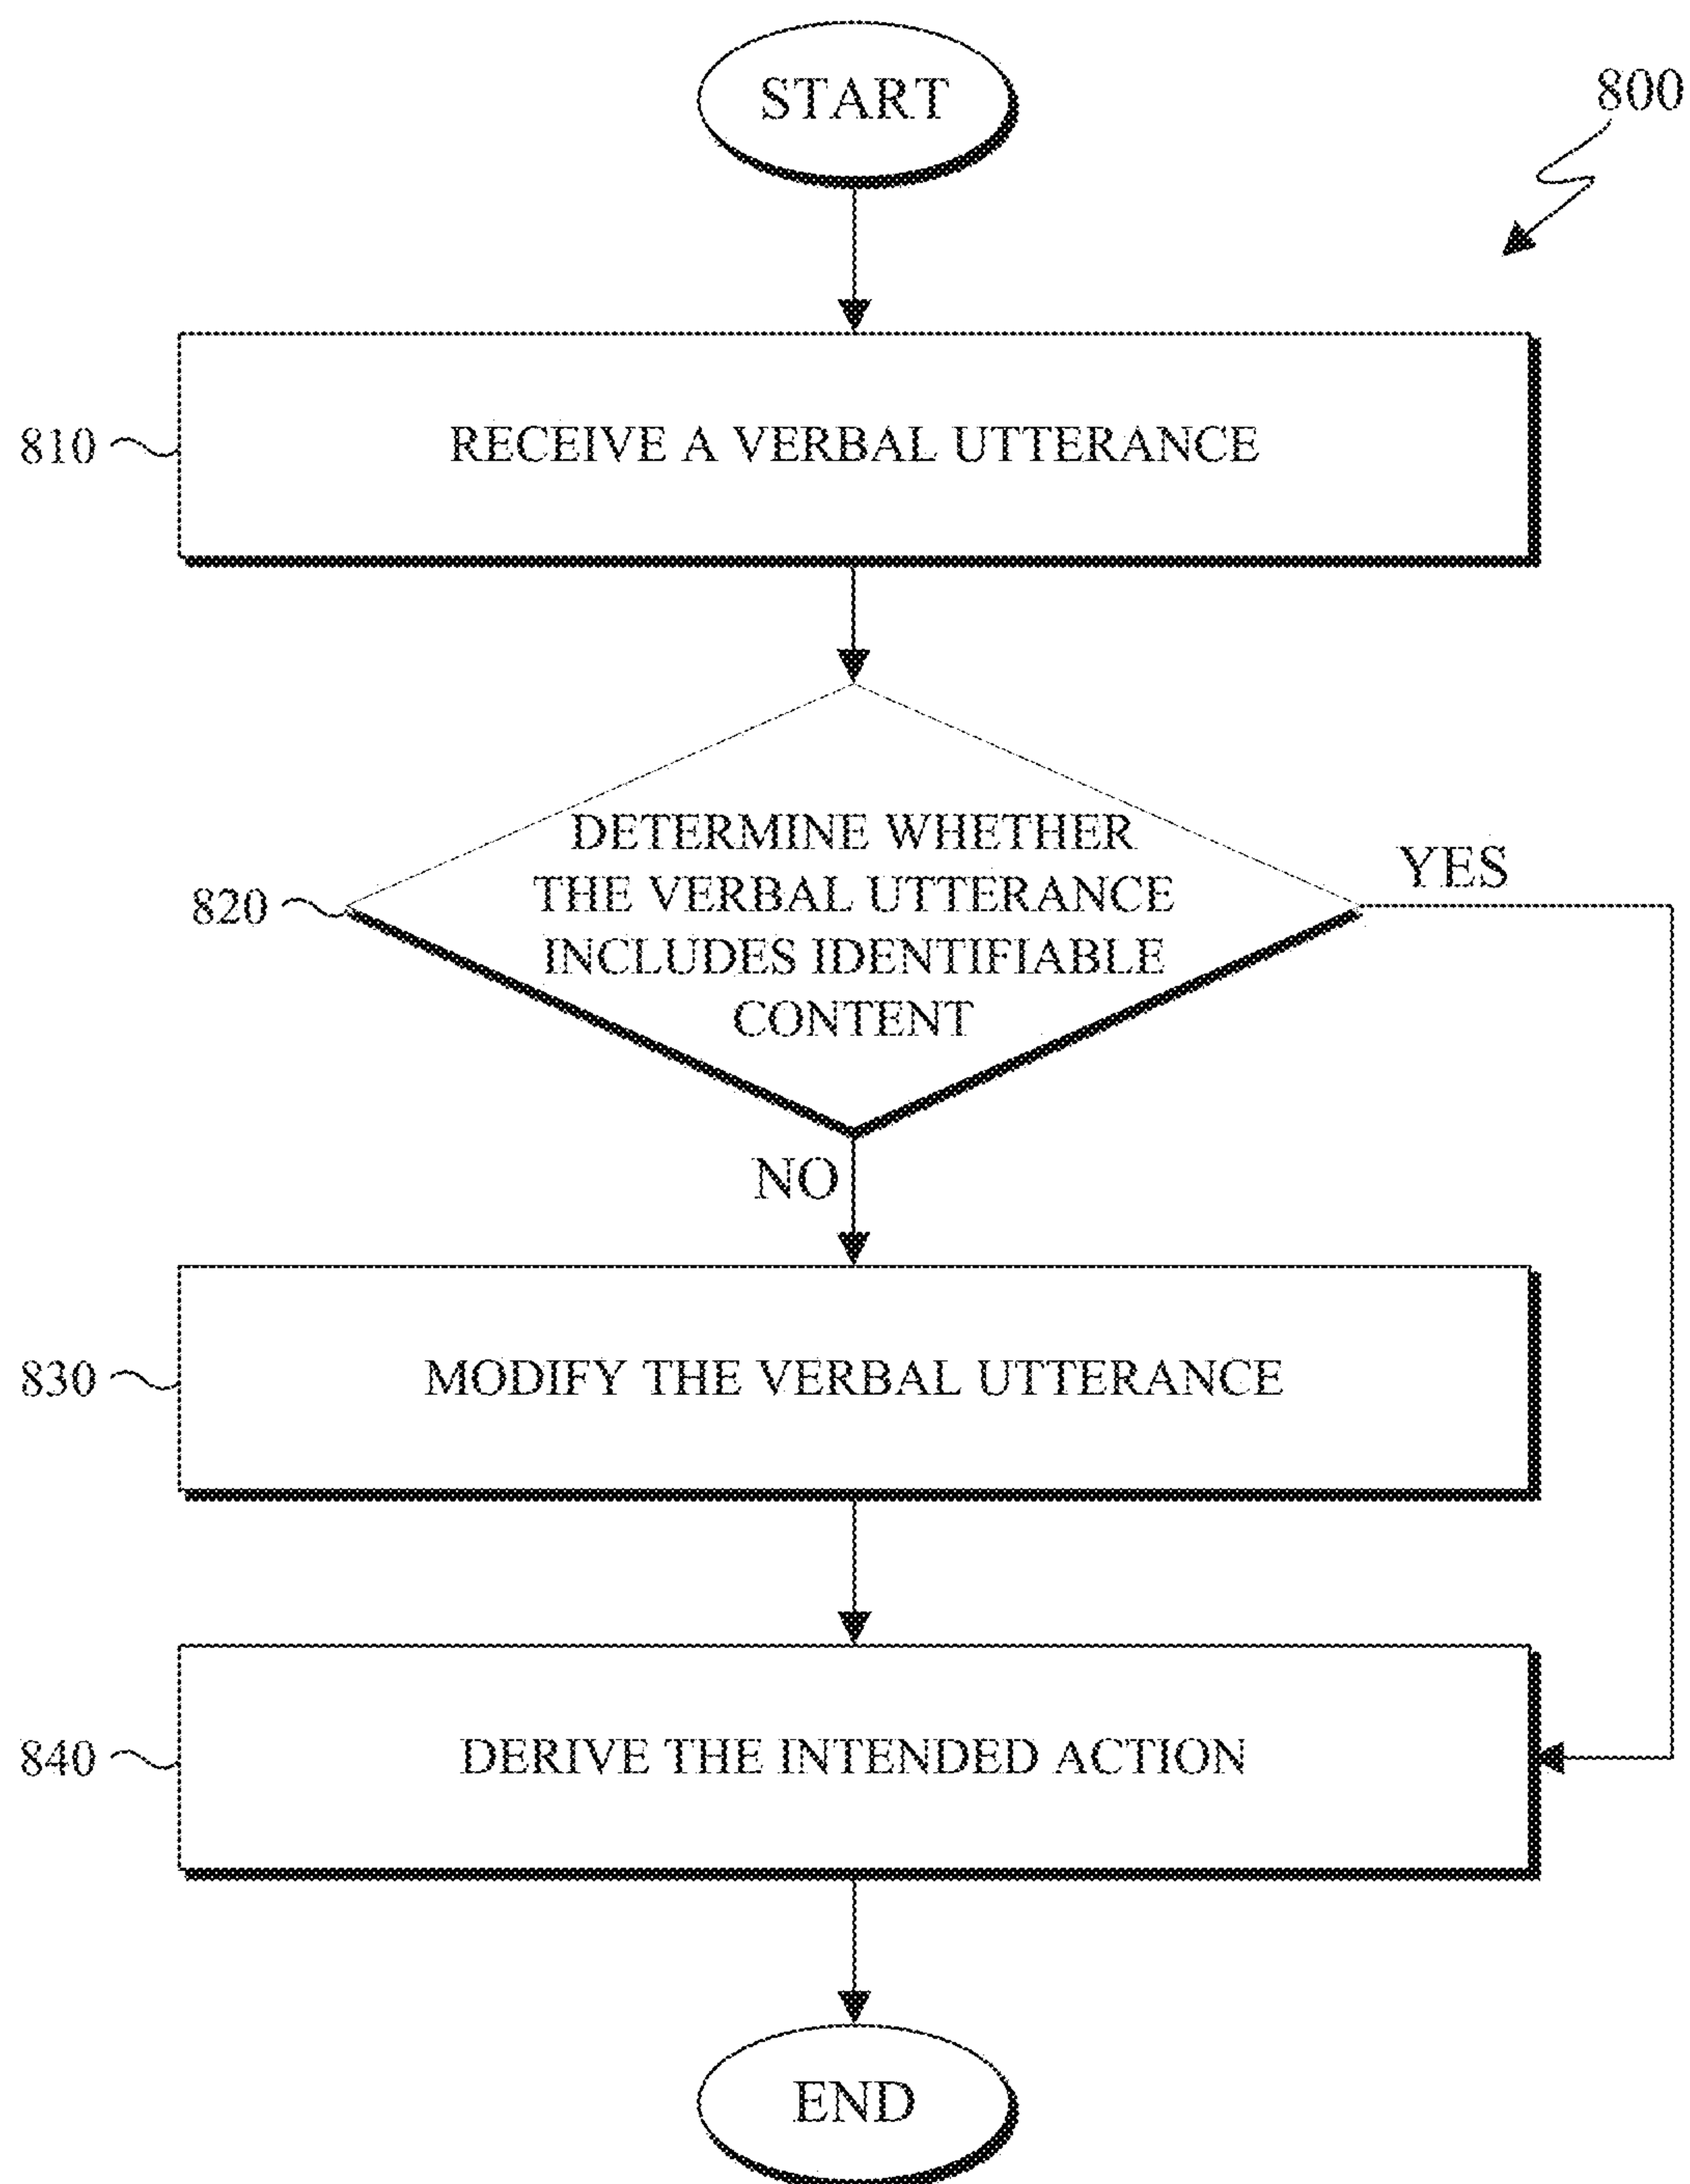 START
800
810
RECEIVE A VERBAL UTTERANCE
DETERMINE WHETHER
THE VERBAL UTTERANCE
INCLUDES IDENTIFIABLE
CONTENT
YES
820
NO
830
MODIFY THE VERBAL UTTERANCE
840
DERIVE THE INTENDED ACTION
END